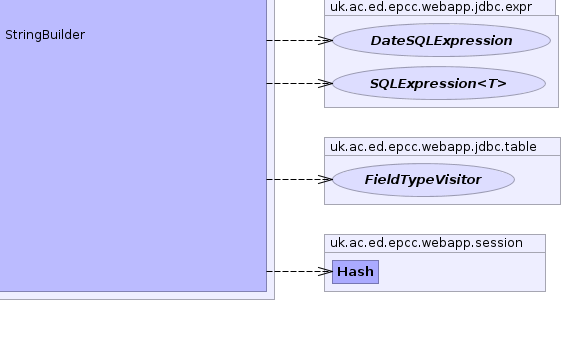 uk.ac.ed.epcc.webapp.jdbc.expr
StringBuilder
DateSQLExpression
SQLExpression<T>
uk.ac.ed.epcc.webapp.jdbc.table
FieldTypeVisitor
uk.ac.ed.epcc.webapp.session
Hash